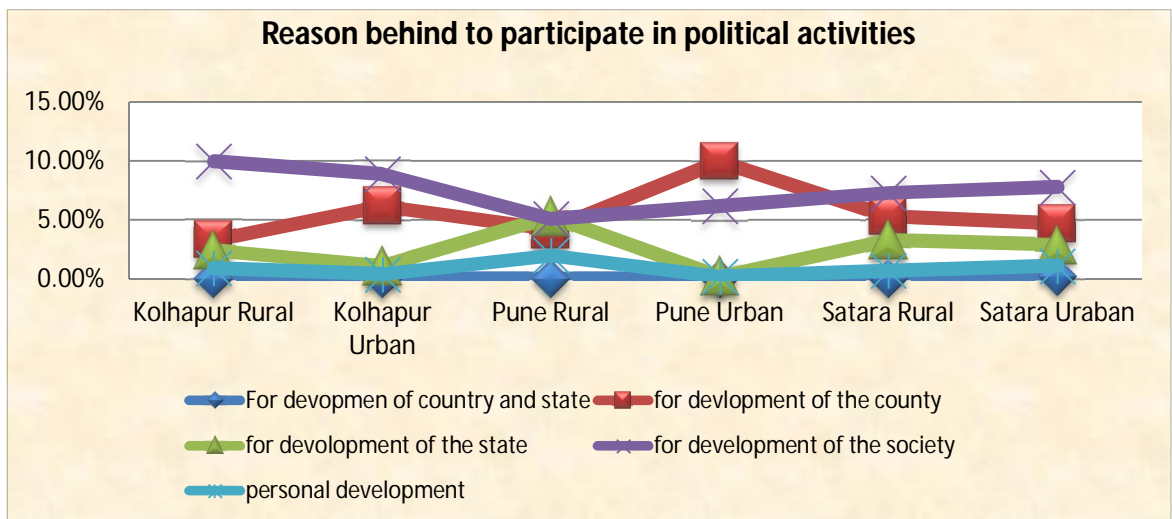 Reason behind to participate in political activities
15.00%
10.00%
5.00%
0.00%
Kolhapur Rural
Kolhapur
Urban
Pune Rural
Pune Urban
Satara Rural
Satara Uraban
For devopmen of country and state
for devlopment of the county
for devolopment of the state
for development of the society
personal development